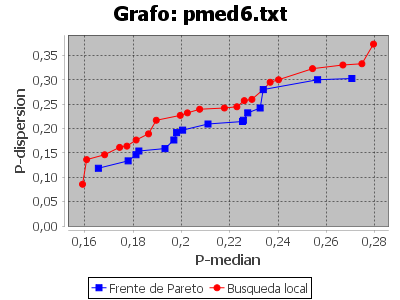 Grafo: pmed6.txt
P-dispersion
0,35
0,30
0,25
0,20
0,15
0,10
0,05
0,00
0,16 0,18 0,2 0,22 0,24 0,26 0,28
P-median
Frente de Pareto Busqueda local